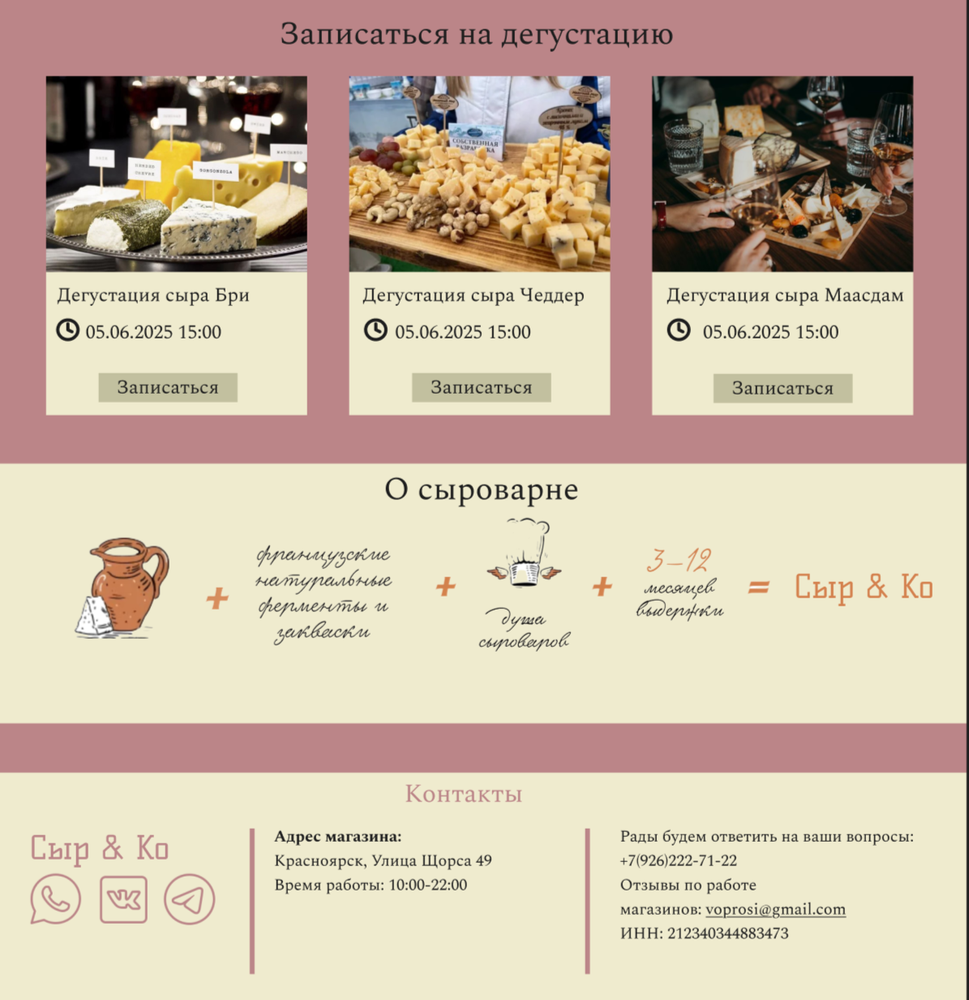 Записаться на дегустацию
GORGONZOLA
СОБСТВЕННАЯ
Дегустация сыра Бри
05.06.2025 15:00
Записаться
Дегустация сыра Чеддер
05.06.2025 15:00
Записаться
Дегустация сыра Маасдам
05.06.2025 15:00
Записаться
О сыроварне
+
французские
натуральные
ферменты и
закваски
+
душа
сыроваров
+
3-12
месяцев
выдержки
=
Сыр & Ко
Контакты
Сыр & Ко
Адрес магазина:
Красноярск, Улица Щорса 49
Время работы: 10:00-22:00
Рады будем ответить на ваши вопросы:
+7(926)222-71-22
Отзывы по работе
магазинов: voprosi@gmail.com
ИНН: 212340344883473